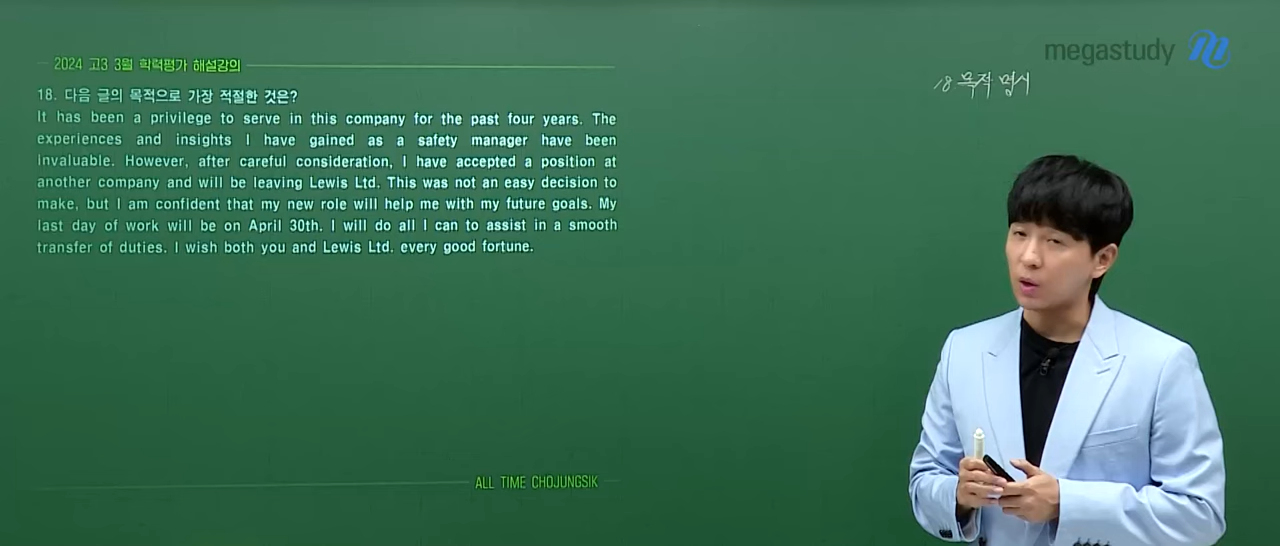 megastudy
2024 고3 3월 학력평가 해설강의
18. 목적 명시
18. 다음 글의 목적으로 가장 적절한 것은?
It has been a privilege to serve in this company for the past four years. The
experiences and insights I have gained as a safety manager have been
invaluable. However, after careful consideration, I have accepted a position at
another company and will be leaving Lewis Ltd. This was not an easy decision to
make, but I am confident that my new role will help me with my future goals. My
last day of work will be on April 30th. I will do all I can to assist in a smooth
transfer of duties. I wish both you and Lewis Ltd. every good fortune.
ALL TIME CHOJUNGSIK